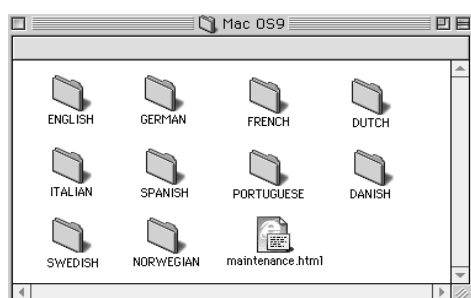 Mac OS9
ENGLISH GERMAN FRENCH DUTCH
ITALIAN SPANISH PORTUGUESE DANISH
SWEDISH NORWEGIAN maintenance.html